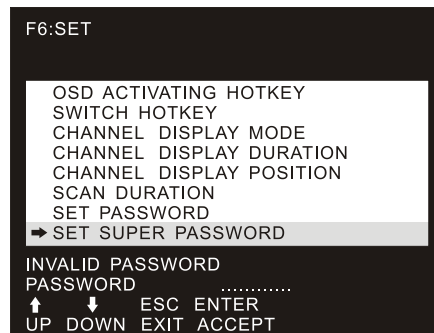 F6:SET
OSD ACTIVATING HOTKEY
SWITCH HOTKEY
CHANNEL DISPLAY MODE
CHANNEL DISPLAY DURATION
CHANNEL DISPLAY POSITION
SCAN DURATION
SET PASSWORD
➡ SET SUPER PASSWORD
INVALID PASSWORD
PASSWORD ............
⬆ ⬇ ESC ENTER
UP DOWN EXIT ACCEPT